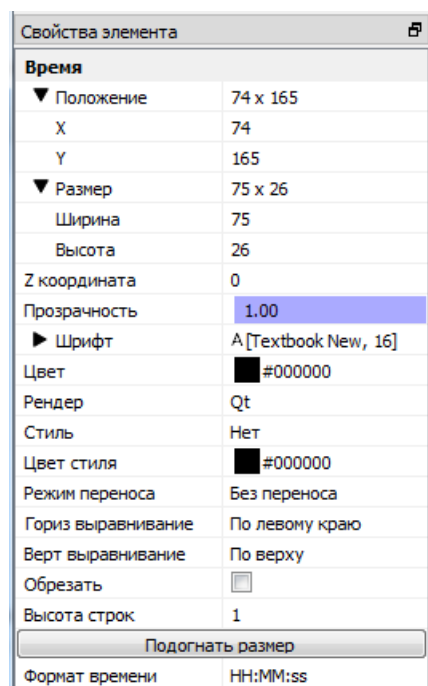 Свойства элемента
Время
Положение 74 x 165
X 74
Y 165
Размер 75 x 26
Ширина 75
Высота 26
Z координата 0
Прозрачность 1.00
Шрифт A [Textbook New, 16]
Цвет #000000
Рендер Qt
Стиль Нет
Цвет стиля #000000
Режим переноса Без переноса
Гориз выравнивание По левому краю
Верт выравнивание По верху
Обрезать
Высота строк 1
Подогнать размер
Формат времени HH:MM:ss